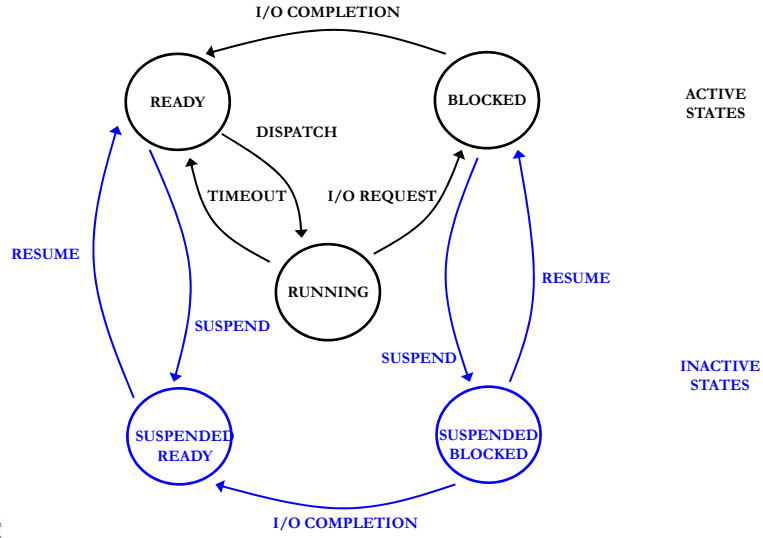 I/O COMPLETION
READY
BLOCKED
ACTIVE
STATES
DISPATCH
TIMEOUT
I/O REQUEST
RESUME
RUNNING
RESUME
SUSPEND
SUSPEND
INACTIVE
STATES
SUSPENDED
READY
SUSPENDED
BLOCKED
I/O COMPLETION